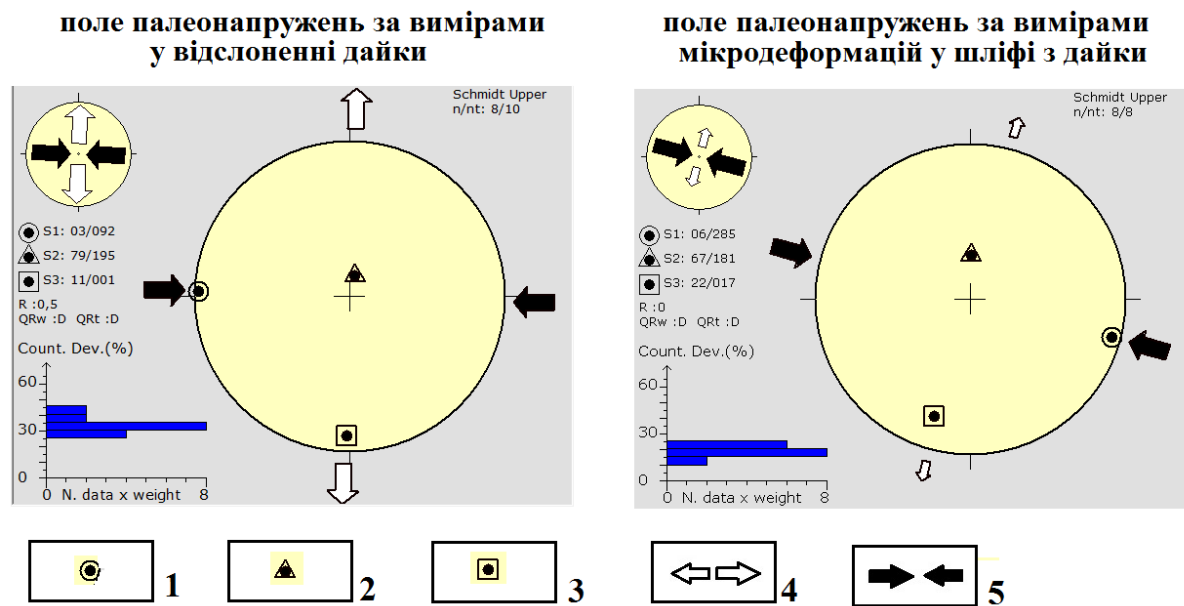 поле палеонапружень за вимірами
у відслоненні дайки
Schmidt Upper
n/nt: 8/10
S1: 03/092
S2: 79/195
S3: 11/001
R :0,5
QRw :D QRt :D
Count. Dev.(%)
60
30
0
0 N. data x weight 8
поле палеонапружень за вимірами
мікродеформацій у шліфі з дайки
Schmidt Upper
n/nt: 8/8
S1: 06/285
S2: 67/181
S3: 22/017
R :0
QRw :D QRt :D
Count. Dev.(%)
60
30
0
0 N. data x weight 8
1
2
3
4
5